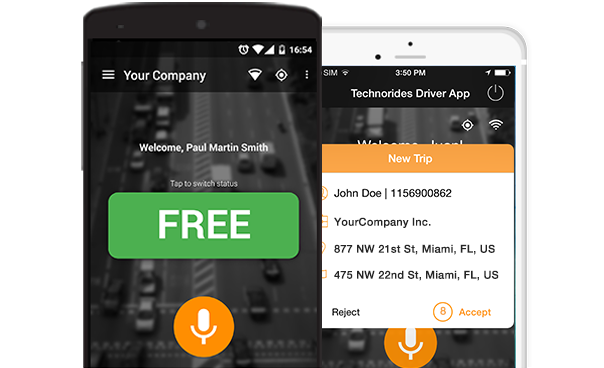 16:54
Your Company
Welcome, Paul Martin Smith
Tap to switch status
FREE
SIM
3:50 PM
Technorides Driver App
New Trip
John Doe | 1156900862
YourCompany Inc.
877 NW 21st St, Miami, FL, US
475 NW 22nd St, Miami, FL, US
Reject
8
Accept